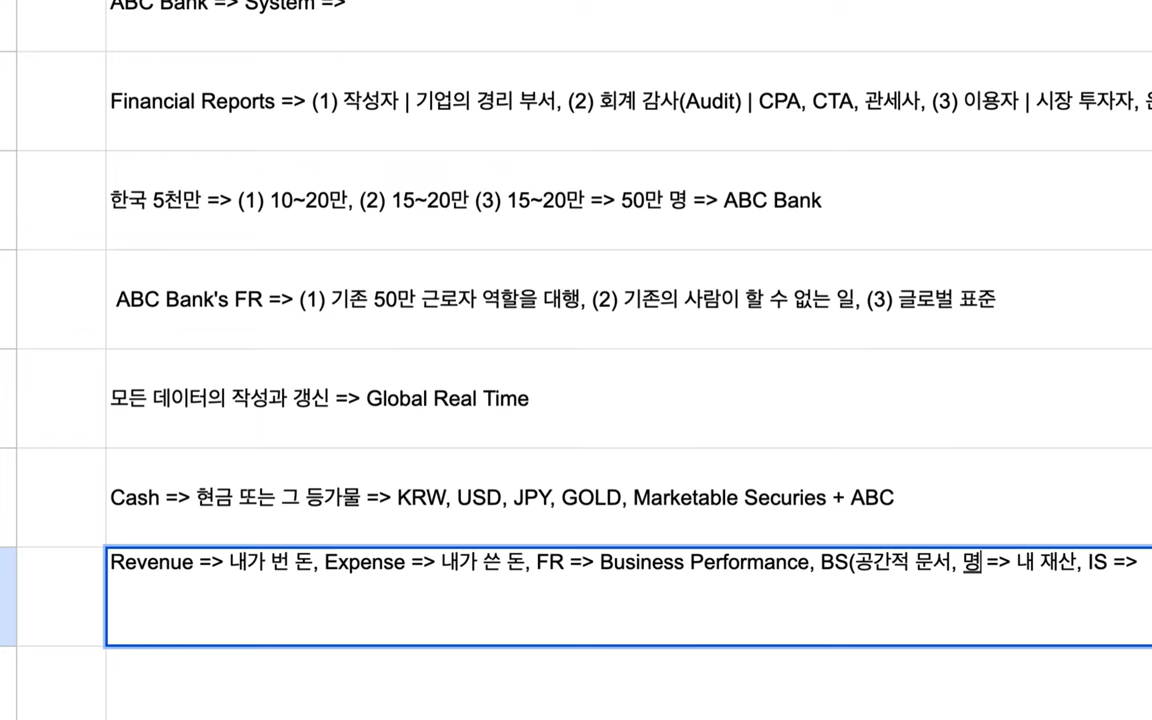 ABC Bank => System =>
Financial Reports => (1) 작성자 | 기업의 경리 부서, (2) 회계 감사(Audit) | CPA, CTA, 관세사, (3) 이용자 | 시장 투자자,
한국 5천만 => (1) 10~20만, (2) 15~20만 (3) 15~20만 => 50만 명 => ABC Bank
ABC Bank's FR => (1) 기존 50만 근로자 역할을 대행, (2) 기존의 사람이 할 수 없는 일, (3) 글로벌 표준
모든 데이터의 작성과 갱신 => Global Real Time
Cash => 현금 또는 그 등가물 => KRW, USD, JPY, GOLD, Marketable Securies + ABC
Revenue => 내가 번 돈, Expense => 내가 쓴 돈, FR => Business Performance, BS(공간적 문서, 명 => 내 재산, IS =>